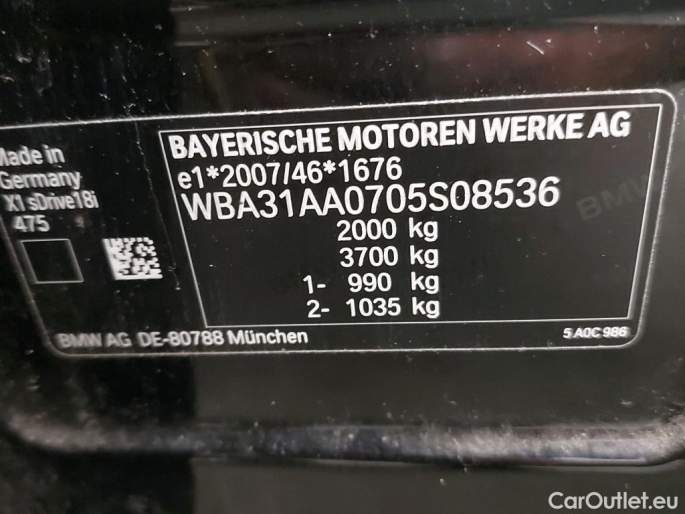 BAYERISCHE MOTOREN WERKE AG
e1*2007/46*1676
WBA31AA0705S08536
2000 kg
3700 kg
1- 990 kg
2- 1035 kg
Made in
Germany
X1 sDrive18i
475
BMW AG DE-80788 München
5 A0C 986
BMW
CarOutlet.eu